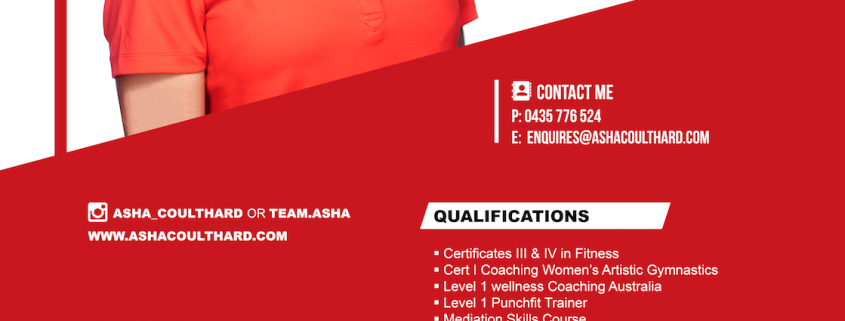 CONTACT ME
P: 0435 776 524
E: ENQUIRES@ASHACOULTHARD.COM
ASHA_COULTHARD OR TEAM.ASHA
WWW.ASHACOULTHARD.COM
QUALIFICATIONS
▪ Certificates III & IV in Fitness
▪ Cert I Coaching Women's Artistic Gymnastics
▪ Level 1 wellness Coaching Australia
▪ Level 1 Punchfit Trainer
▪ Mediation Skills Course